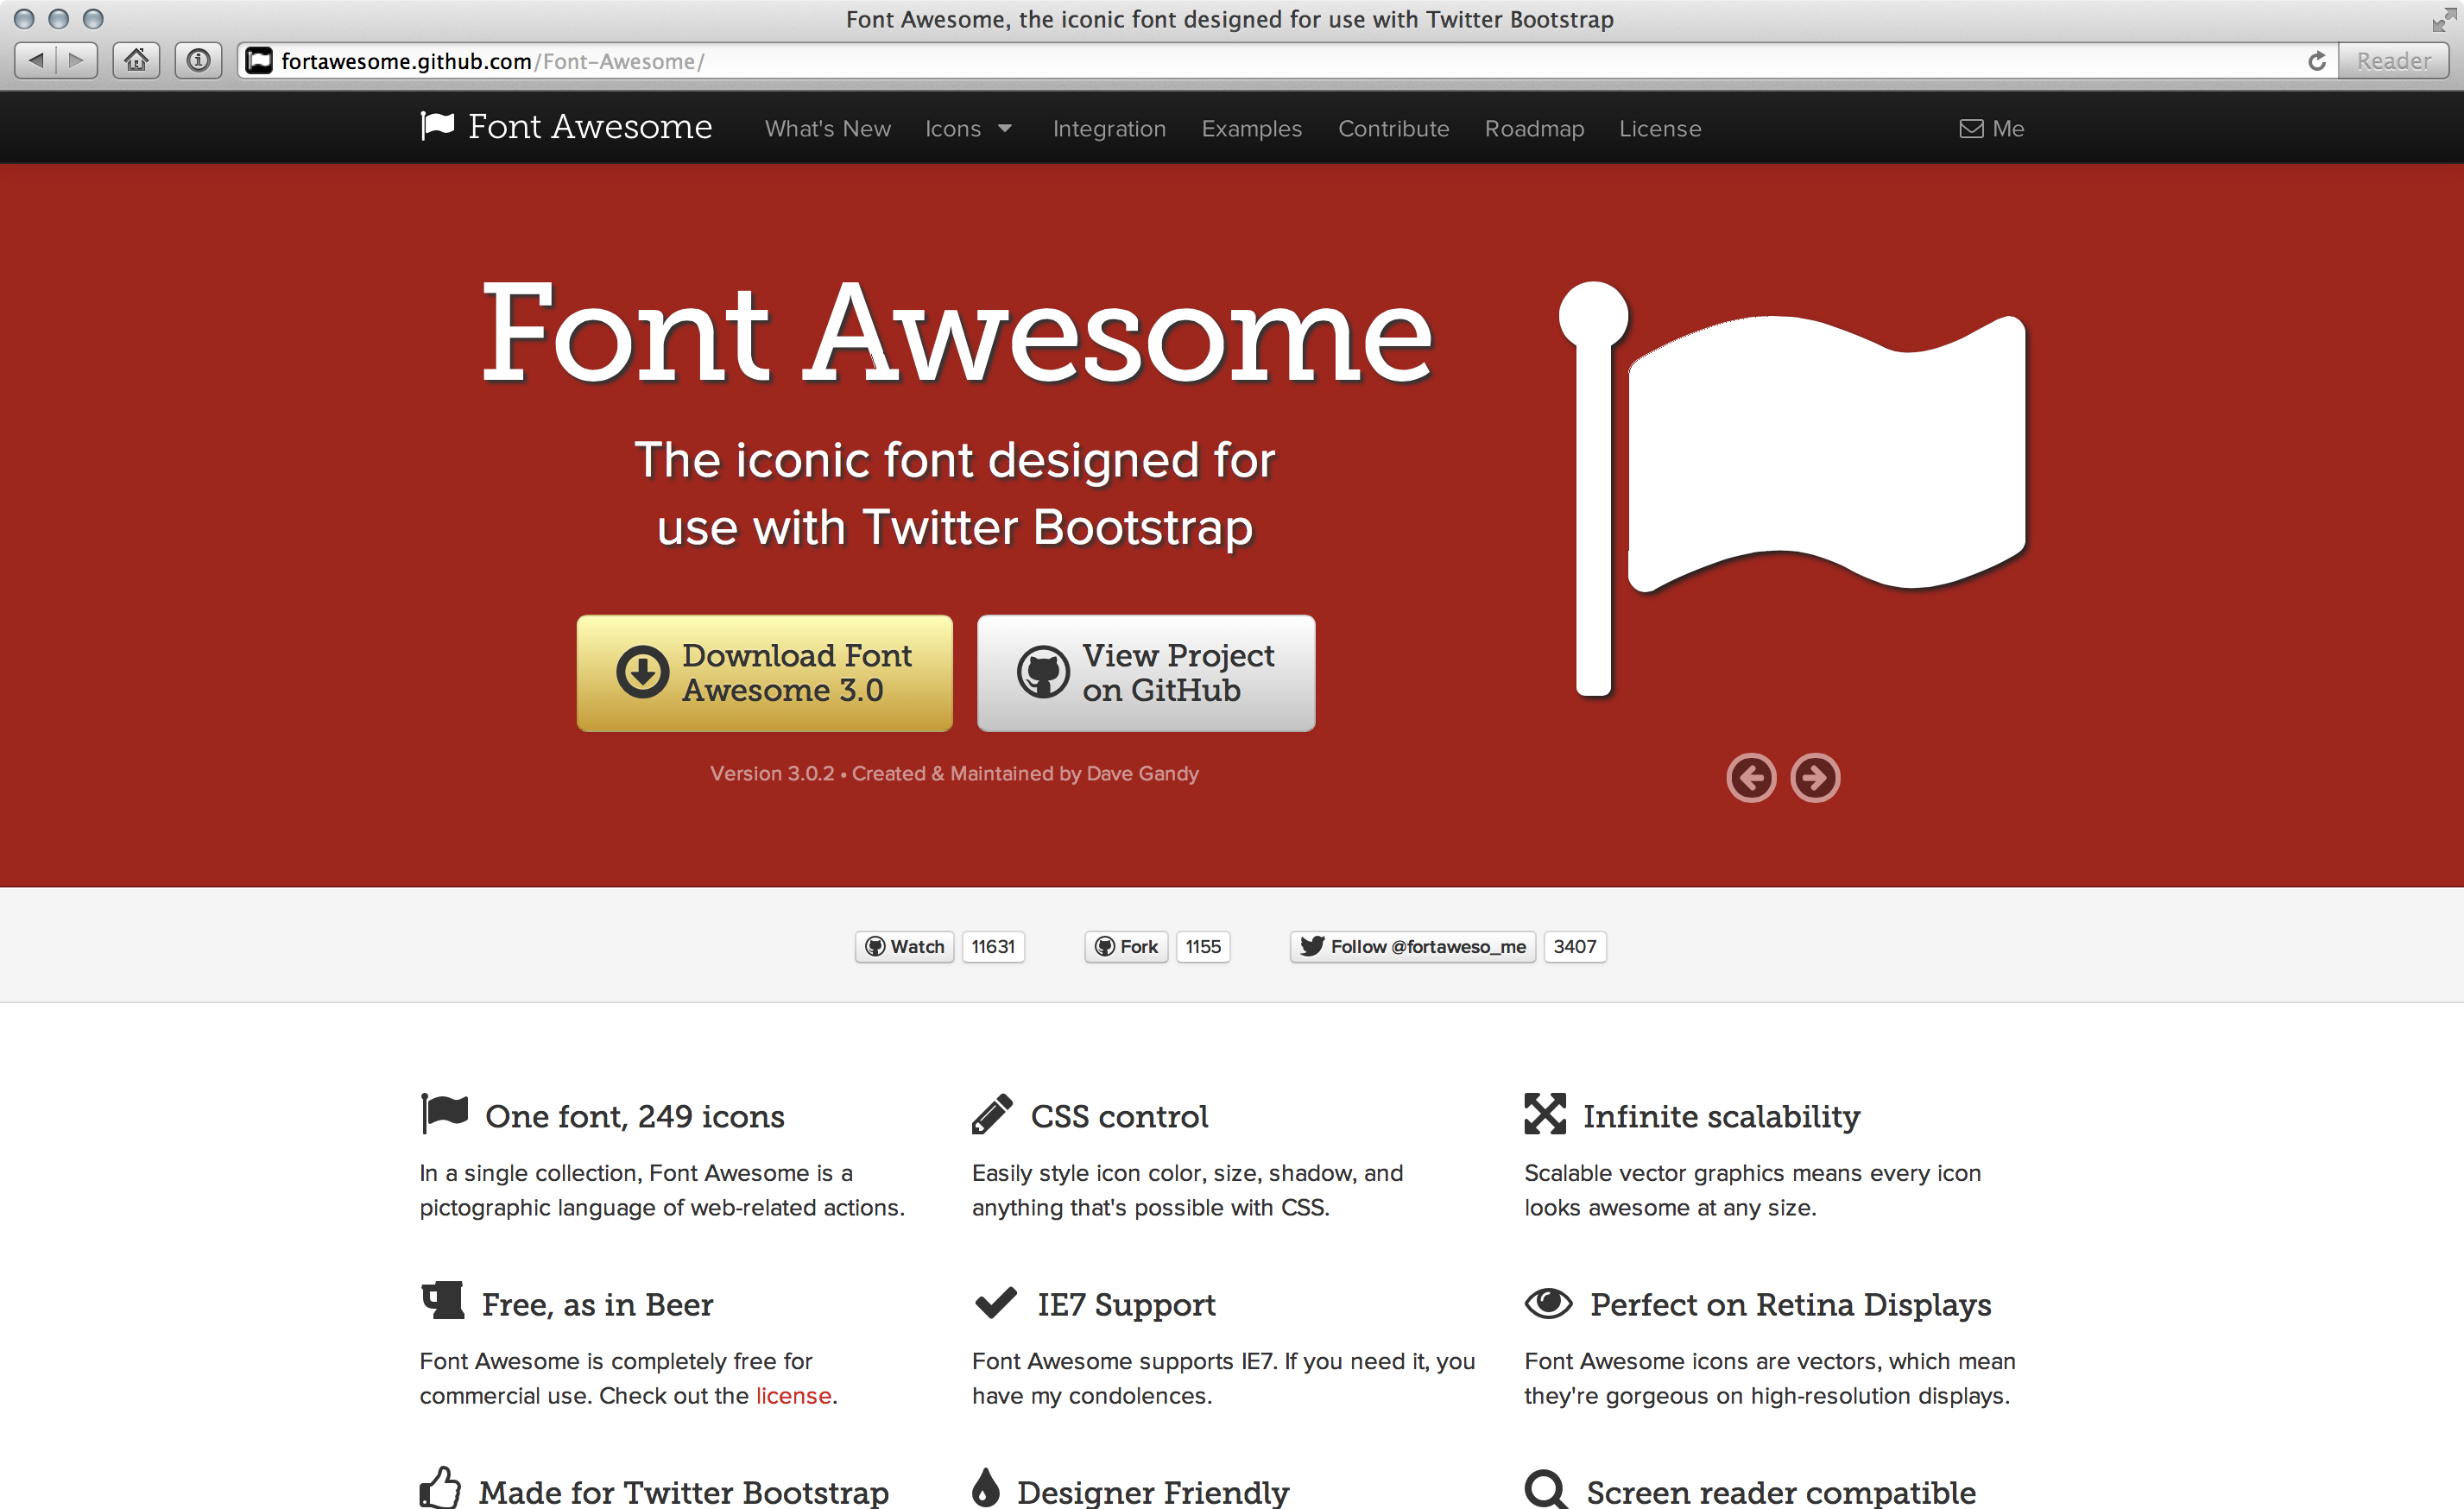 Font Awesome, the iconic font designed for use with Twitter Bootstrap
fortawesome.github.com/Font-Awesome/
Reader
Font Awesome
What's New
Icons
Integration
Examples
Contribute
Roadmap
License
Me
Font Awesome
The iconic font designed for
use with Twitter Bootstrap
Download Font
Awesome 3.0
View Project
on GitHub
Version 3.0.2 • Created & Maintained by Dave Gandy
Watch
11631
Fork
1155
Follow @fortaweso_me
3407
One font, 249 icons
In a single collection, Font Awesome is a
pictographic language of web-related actions.
CSS control
Easily style icon color, size, shadow, and
anything that's possible with CSS.
Infinite scalability
Scalable vector graphics means every icon
looks awesome at any size.
Free, as in Beer
Font Awesome is completely free for
commercial use. Check out the license.
IE7 Support
Font Awesome supports IE7. If you need it, you
have my condolences.
Perfect on Retina Displays
Font Awesome icons are vectors, which mean
they're gorgeous on high-resolution displays.
Made for Twitter Bootstrap
Designer Friendly
Screen reader compatible